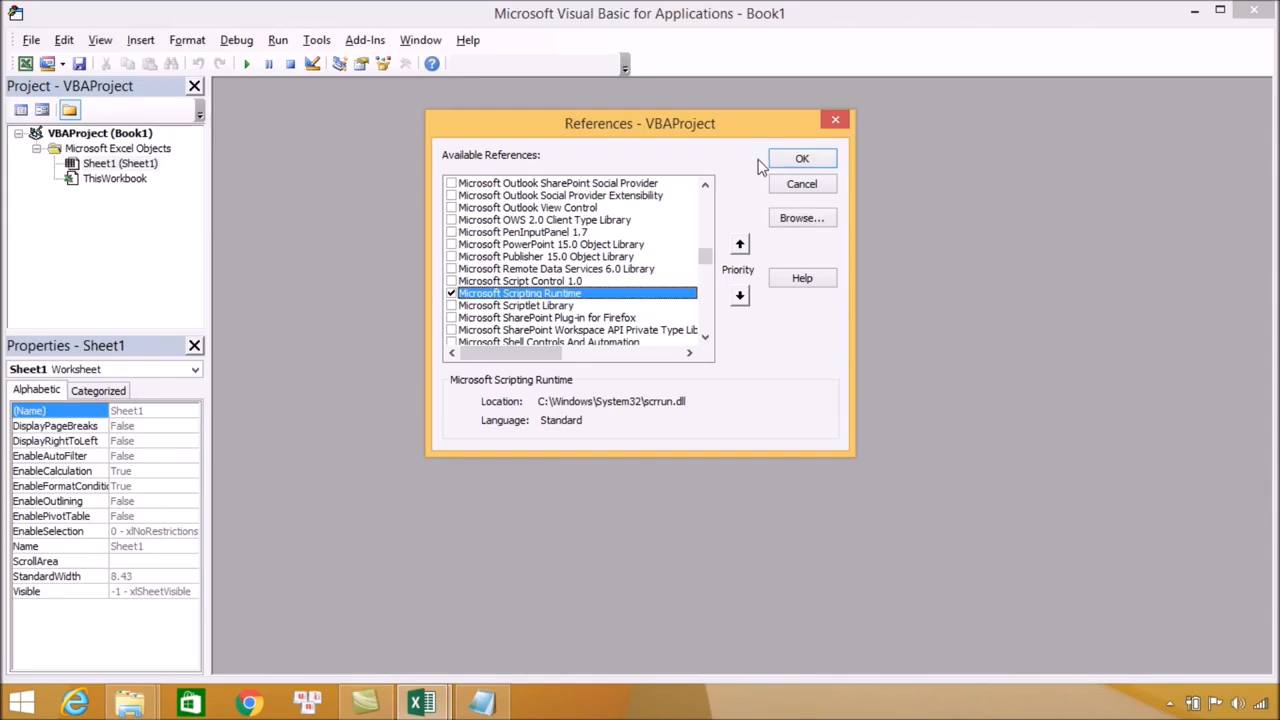 Microsoft Visual Basic for Applications - Book1
File Edit View Insert Format Debug Run Tools Add-Ins Window Help
Project - VBAProject
VBAProject (Book1)
Microsoft Excel Objects
Sheet1 (Sheet1)
ThisWorkbook
Properties - Sheet1
Sheet1 Worksheet
Alphabetic Categorized
(Name) Sheet1
DisplayPageBreaks False
DisplayRightToLeft False
EnableAutoFilter False
EnableCalculation True
EnableFormatConditi True
EnableOutlining False
EnablePivotTable False
EnableSelection 0 - xlNoRestrictions
Name Sheet1
ScrollArea
StandardWidth 8.43
Visible -1 - xlSheetVisible
References - VBAProject
Available References:
Microsoft Outlook SharePoint Social Provider
Microsoft Outlook Social Provider Extensibility
Microsoft Outlook View Control
Microsoft OWS 2.0 Client Type Library
Microsoft PenInputPanel 1.7
Microsoft PowerPoint 15.0 Object Library
Microsoft Publisher 15.0 Object Library
Microsoft Remote Data Services 6.0 Library
Microsoft Script Control 1.0
Microsoft Scripting Runtime
Microsoft Scriptlet Library
Microsoft SharePoint Plug-in for Firefox
Microsoft SharePoint Workspace API Private Type Lib
Microsoft Shell Controls And Automation
OK
Cancel
Browse...
Priority
Help
Microsoft Scripting Runtime
Location: C:\Windows\System32\scrrun.dll
Language: Standard